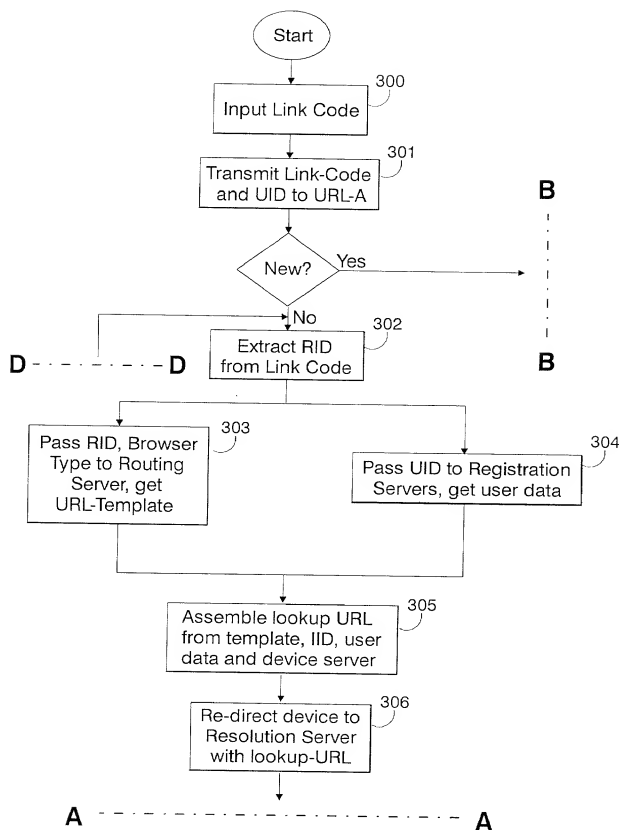 Start
300
Input Link Code
301
Transmit Link-Code
and UID to URL-A
B
New?
Yes
No
302
Extract RID
from Link Code
D
D
B
303
Pass RID, Browser
Type to Routing
Server, get
URL-Template
304
Pass UID to Registration
Servers, get user data
305
Assemble lookup URL
from template, IID, user
data and device server
306
Re-direct device to
Resolution Server
with lookup-URL
A
A